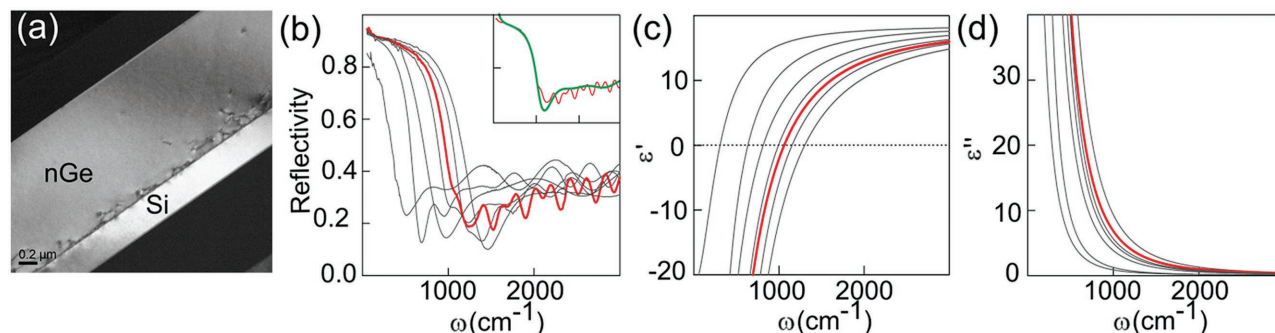 (a)
nGe
Si
0.2 µm
(b)
Reflectivity
0.8
0.6
0.4
0.2
0.0
1000 2000
ω(cm⁻¹)
(c)
ε'
10
0
-10
-20
1000 2000
ω(cm⁻¹)
(d)
ε''
30
20
10
0
1000 2000
ω(cm⁻¹)